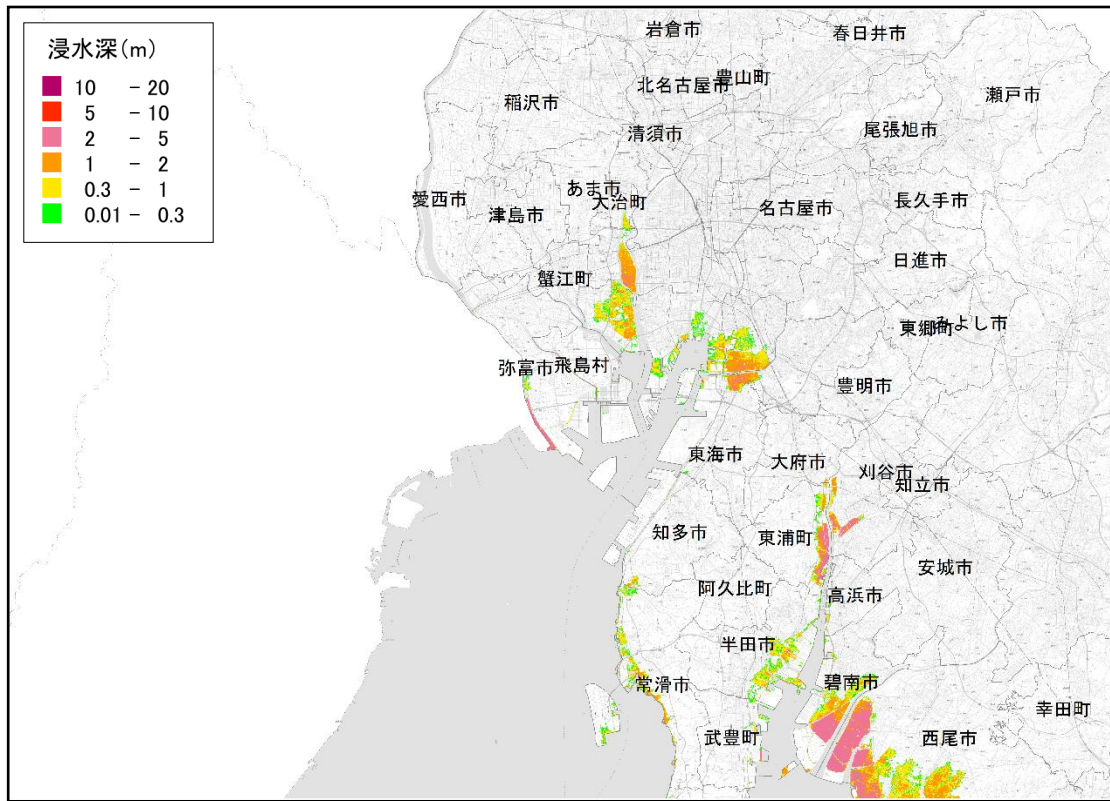 浸水深(m)
10 － 20
5 － 10
2 － 5
1 － 2
0.3 － 1
0.01 － 0.3
岩倉市
春日井市
北名古屋市
豊山町
瀬戸市
稲沢市
清須市
尾張旭市
あま市
大治町
愛西市
津島市
名古屋市
長久手市
蟹江町
日進市
東郷町
みよし市
弥富市
飛島村
豊明市
東海市
大府市
刈谷市
知立市
知多市
東浦町
安城市
阿久比町
高浜市
半田市
常滑市
碧南市
武豊町
西尾市
幸田町